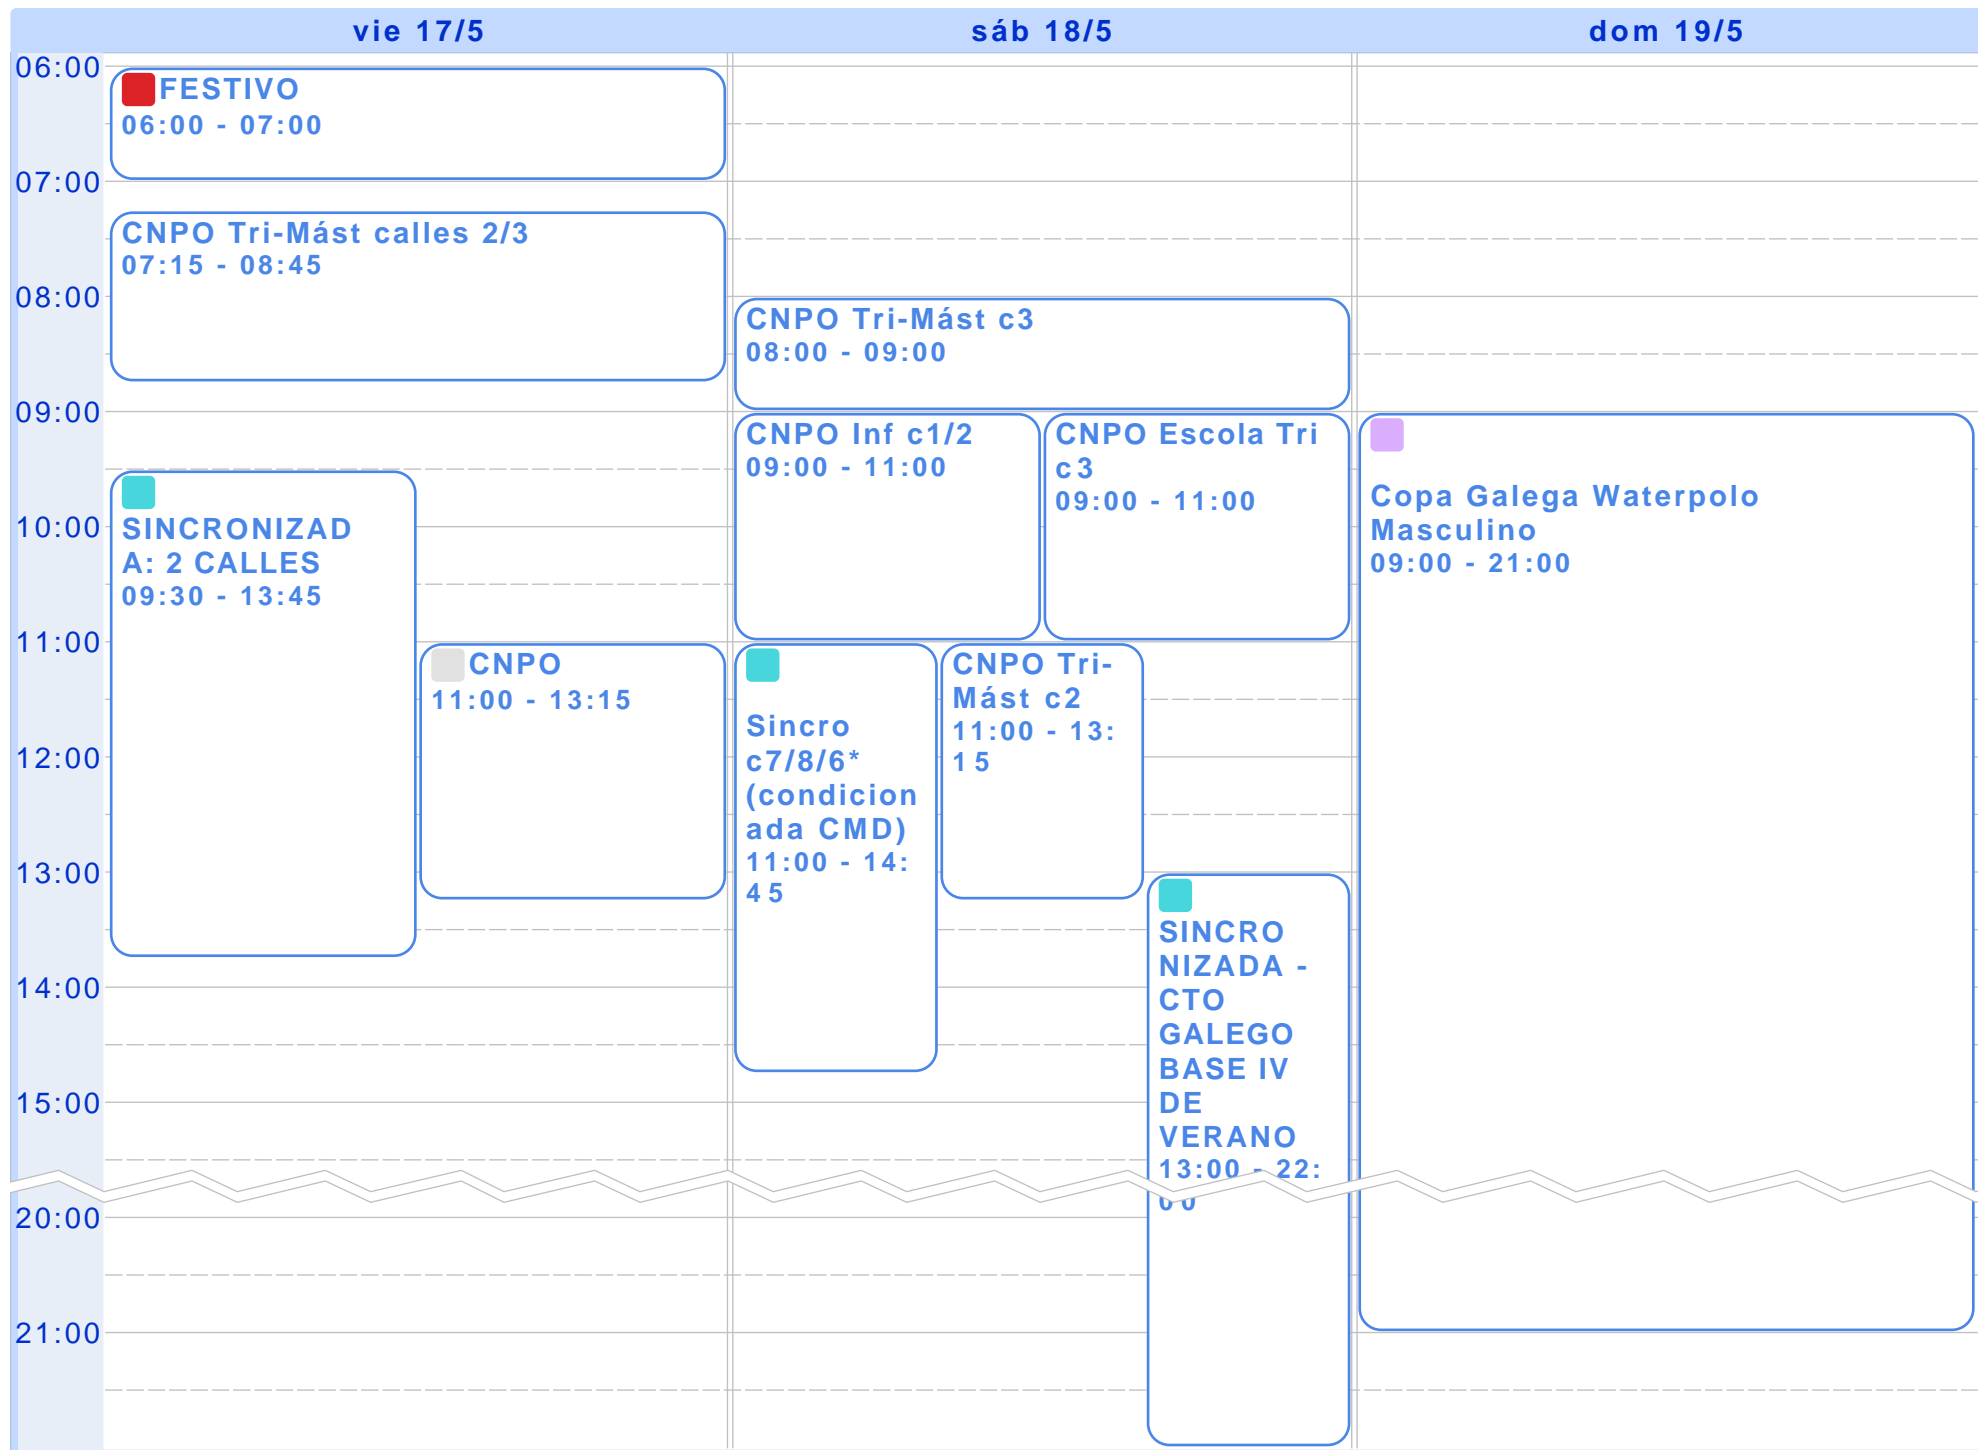 vie 17/5
sáb 18/5
dom 19/5
06:00
07:00
08:00
09:00
10:00
11:00
12:00
13:00
14:00
15:00
20:00
21:00
FESTIVO
06:00 - 07:00
CNPO Tri-Mást calles 2/3
07:15 - 08:45
SINCRONIZAD
A: 2 CALLES
09:30 - 13:45
CNPO
11:00 - 13:15
CNPO Tri-Mást c3
08:00 - 09:00
CNPO Inf c1/2
09:00 - 11:00
CNPO Escola Tri
c3
09:00 - 11:00
Sincro
c7/8/6*
(condicion
ada CMD)
11:00 - 14:
45
CNPO Tri-
Mást c2
11:00 - 13:
15
SINCRO
NIZADA -
CTO
GALEGO
BASE IV
DE
VERANO
13:00 - 22:
00
Copa Galega Waterpolo
Masculino
09:00 - 21:00